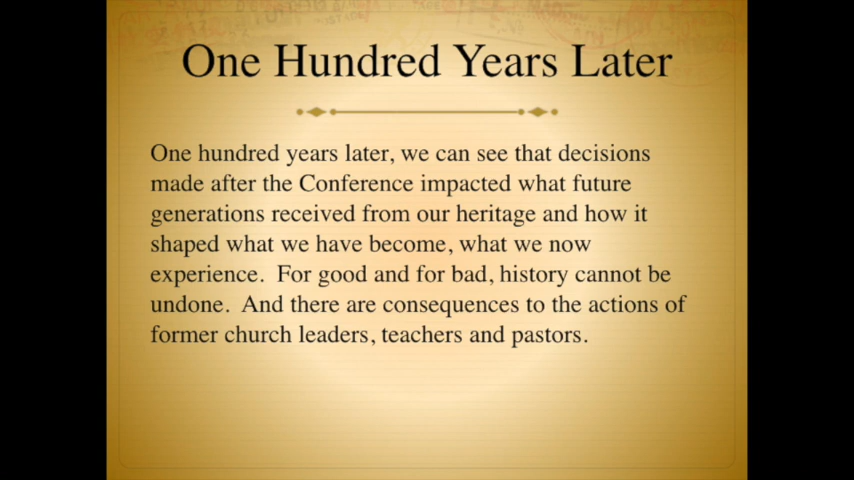 One Hundred Years Later
One hundred years later, we can see that decisions
made after the Conference impacted what future
generations received from our heritage and how it
shaped what we have become, what we now
experience.  For good and for bad, history cannot be
undone.  And there are consequences to the actions of
former church leaders, teachers and pastors.